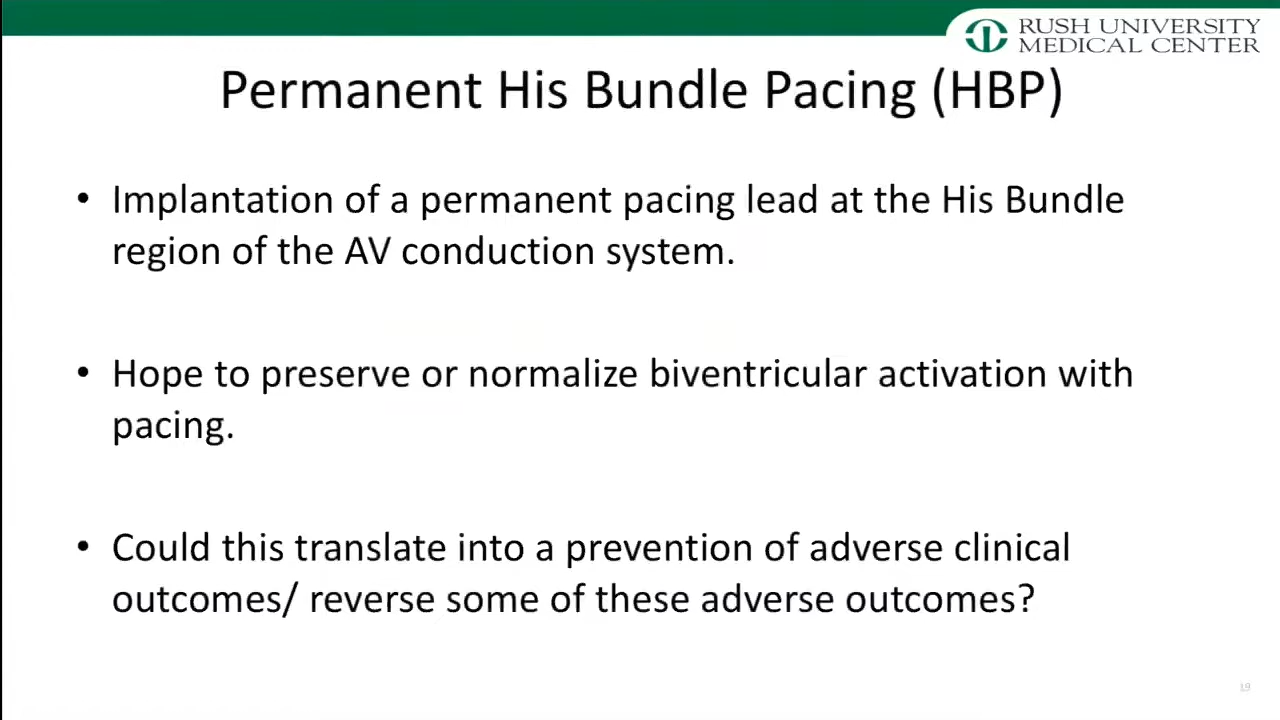 RUSH UNIVERSITY
MEDICAL CENTER
Permanent His Bundle Pacing (HBP)
• Implantation of a permanent pacing lead at the His Bundle
region of the AV conduction system.
• Hope to preserve or normalize biventricular activation with
pacing.
• Could this translate into a prevention of adverse clinical
outcomes/ reverse some of these adverse outcomes?
19